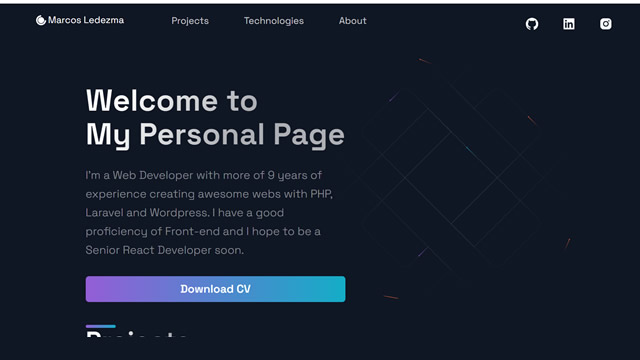 Marcos Ledezma
Projects
Technologies
About
Welcome to
My Personal Page
I'm a Web Developer with more of 9 years of
experience creating awesome webs with PHP,
Laravel and Wordpress. I have a good
proficiency of Front-end and I hope to be a
Senior React Developer soon.
Download CV
Projects